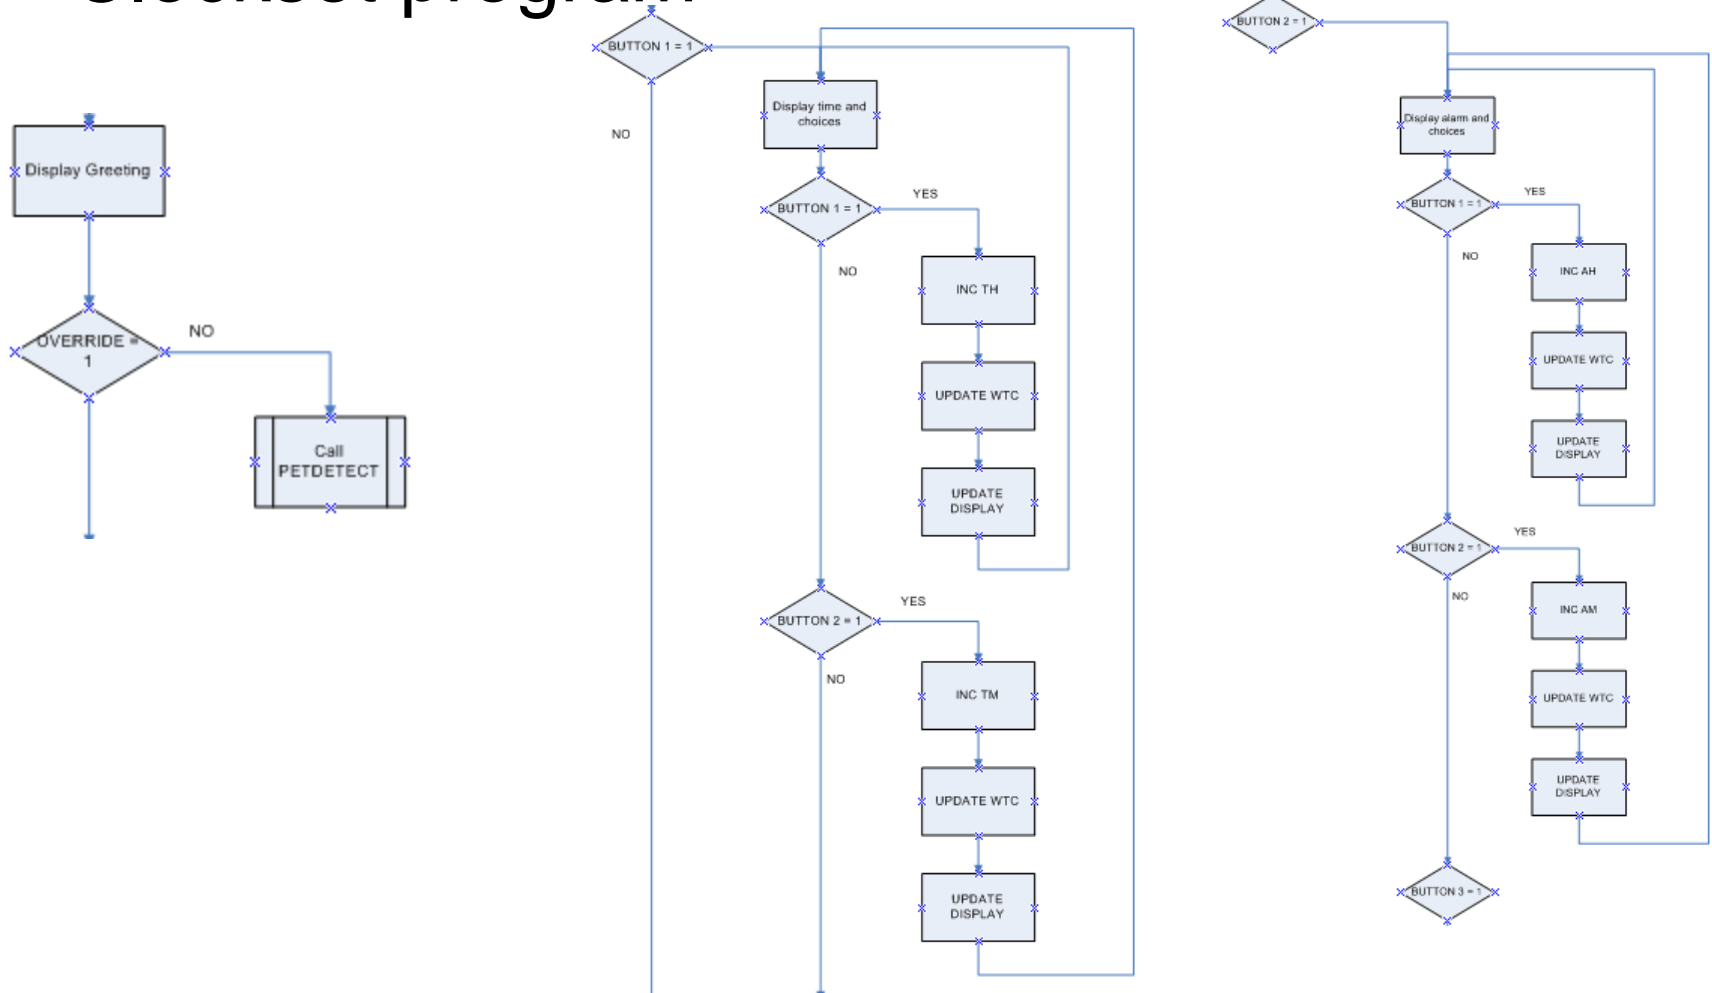 Clockset program
Display Greeting
OVERRIDE =
1
NO
Call
PETDETECT
BUTTON 1 = 1
NO
Display time and
choices
BUTTON 1 = 1
YES
NO
INC TH
UPDATE WTC
UPDATE
DISPLAY
BUTTON 2 = 1
YES
NO
INC TM
UPDATE WTC
UPDATE
DISPLAY
BUTTON 2 = 1
Display alarm and
choices
BUTTON 1 = 1
YES
NO
INC AH
UPDATE WTC
UPDATE
DISPLAY
BUTTON 2 = 1
YES
NO
INC AM
UPDATE WTC
UPDATE
DISPLAY
BUTTON 3 = 1